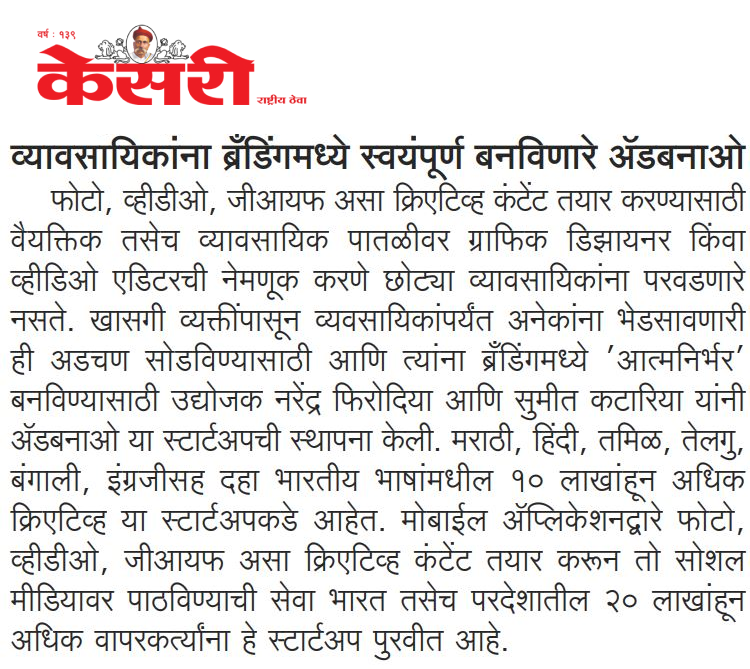 वर्ष : १३९
केसरी
राष्ट्रीय ठेवा
व्यावसायिकांना ब्रँडिंगमध्ये स्वयंपूर्ण बनविणारे ॲडबनाओ
फोटो, व्हीडीओ, जीआयफ असा क्रिएटिव्ह कंटेंट तयार करण्यासाठी
वैयक्तिक तसेच व्यावसायिक पातळीवर ग्राफिक डिझायनर किंवा
व्हीडिओ एडिटरची नेमणूक करणे छोट्या व्यावसायिकांना परवडणारे
नसते. खासगी व्यक्तींपासून व्यवसायिकांपर्यंत अनेकांना भेडसावणारी
ही अडचण सोडविण्यासाठी आणि त्यांना ब्रँडिंगमध्ये 'आत्मनिर्भर'
बनविण्यासाठी उद्योजक नरेंद्र फिरोदिया आणि सुमीत कटारिया यांनी
ॲडबनाओ या स्टार्टअपची स्थापना केली. मराठी, हिंदी, तमिळ, तेलगु,
बंगाली, इंग्रजीसह दहा भारतीय भाषांमधील १० लाखांहून अधिक
क्रिएटिव्ह या स्टार्टअपकडे आहेत. मोबाईल ॲप्लिकेशनद्वारे फोटो,
व्हीडीओ, जीआयफ असा क्रिएटिव्ह कंटेंट तयार करून तो सोशल
मीडियावर पाठविण्याची सेवा भारत तसेच परदेशातील २० लाखांहून
अधिक वापरकर्त्यांना हे स्टार्टअप पुरवीत आहे.